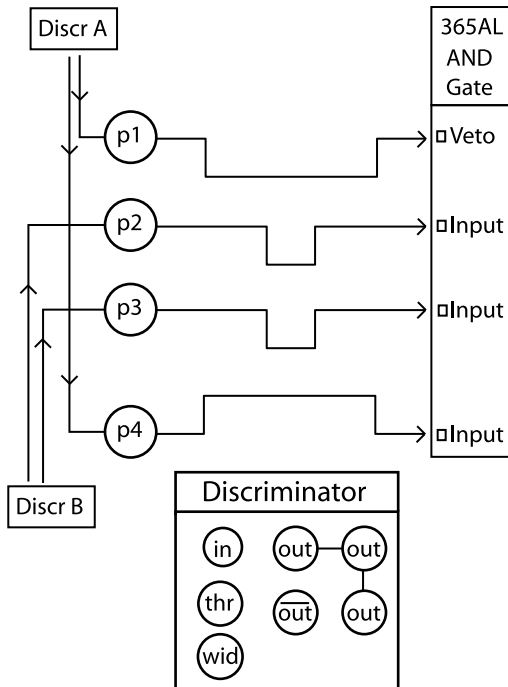 Discr A
365AL
AND
Gate
p1
Veto
p2
Input
p3
Input
p4
Input
Discr B
Discriminator
in
out
out
thr
out
out
wid